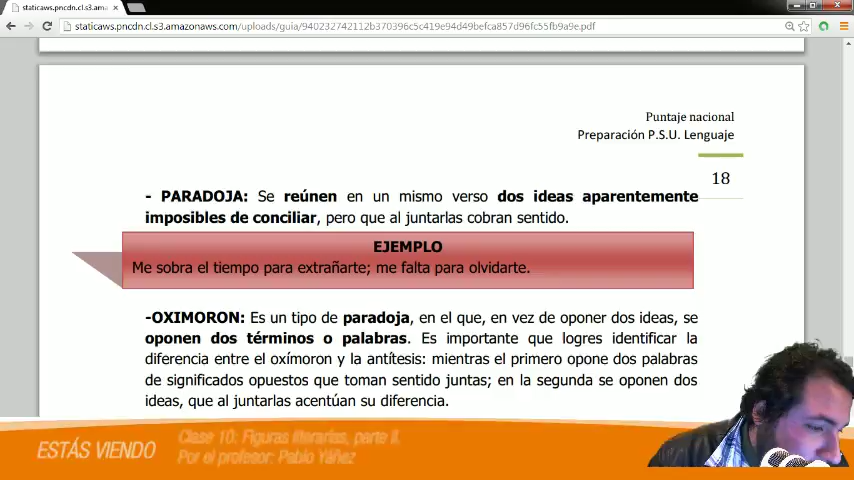 staticaws.pncdn.cl.s3.ama
staticaws.pncdn.cl.s3.amazonaws.com/uploads/guia/940232742112b370396c5c419e94d49befca857d96fc55fb9a9e.pdf
Puntaje nacional
Preparación P.S.U. Lenguaje
18
- PARADOJA: Se reúnen en un mismo verso dos ideas aparentemente
imposibles de conciliar, pero que al juntarlas cobran sentido.
EJEMPLO
Me sobra el tiempo para extrañarte; me falta para olvidarte.
-OXIMORON: Es un tipo de paradoja, en el que, en vez de oponer dos ideas, se
oponen dos términos o palabras. Es importante que logres identificar la
diferencia entre el oxímoron y la antítesis: mientras el primero opone dos palabras
de significados opuestos que toman sentido juntas; en la segunda se oponen dos
ideas, que al juntarlas acentúan su diferencia.
ESTÁS VIENDO
Clase 10: Figuras literarias, parte II.
Por el profesor: Pablo Yáñez